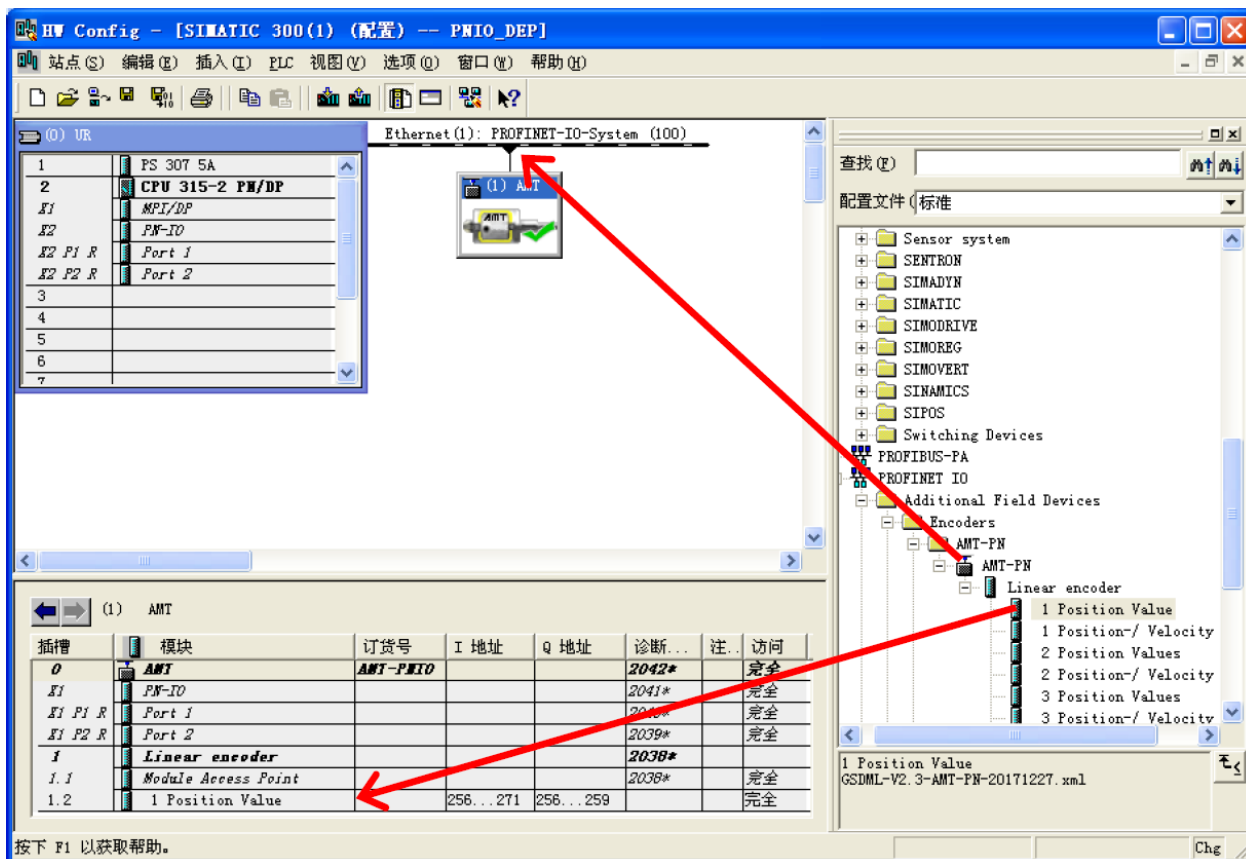 HW Config - [SIMATIC 300(1) (配置) -- PNIO_DEP]
站点(S) 编辑(E) 插入(I) PLC 视图(V) 选项(O) 窗口(W) 帮助(H)
(0) UR
1 PS 307 5A
2 CPU 315-2 PN/DP
X1 MPI/DP
X2 PN-IO
X2 P1 R Port 1
X2 P2 R Port 2
3
4
5
6
7
Ethernet(1): PROFINET-IO-System (100)
(1) AMT
AMT
查找(F)
配置文件(
标准
Sensor system
SENTRON
SIMADYN
SIMATIC
SIMODRIVE
SIMOREG
SIMOVERT
SINAMICS
SIPOS
Switching Devices
PROFIBUS-PA
PROFINET IO
Additional Field Devices
Encoders
AMT-PN
AMT-PN
Linear encoder
1 Position Value
1 Position-/ Velocity
2 Position Values
2 Position-/ Velocity
3 Position Values
3 Position-/ Velocity
1 Position Value
GSDML-V2.3-AMT-PN-20171227.xml
(1) AMT
插槽 模块 订货号 I 地址 Q 地址 诊断... 注.. 访问
0 AMT AMT-PNIO 2042* 完全
X1 PN-IO 2041* 完全
X1 P1 R Port 1 完全
X1 P2 R Port 2 2039* 完全
1 Linear encoder 2038*
1.1 Module Access Point 2038* 完全
1.2 1 Position Value 256...271 256...259 完全
按下 F1 以获取帮助。
Chg